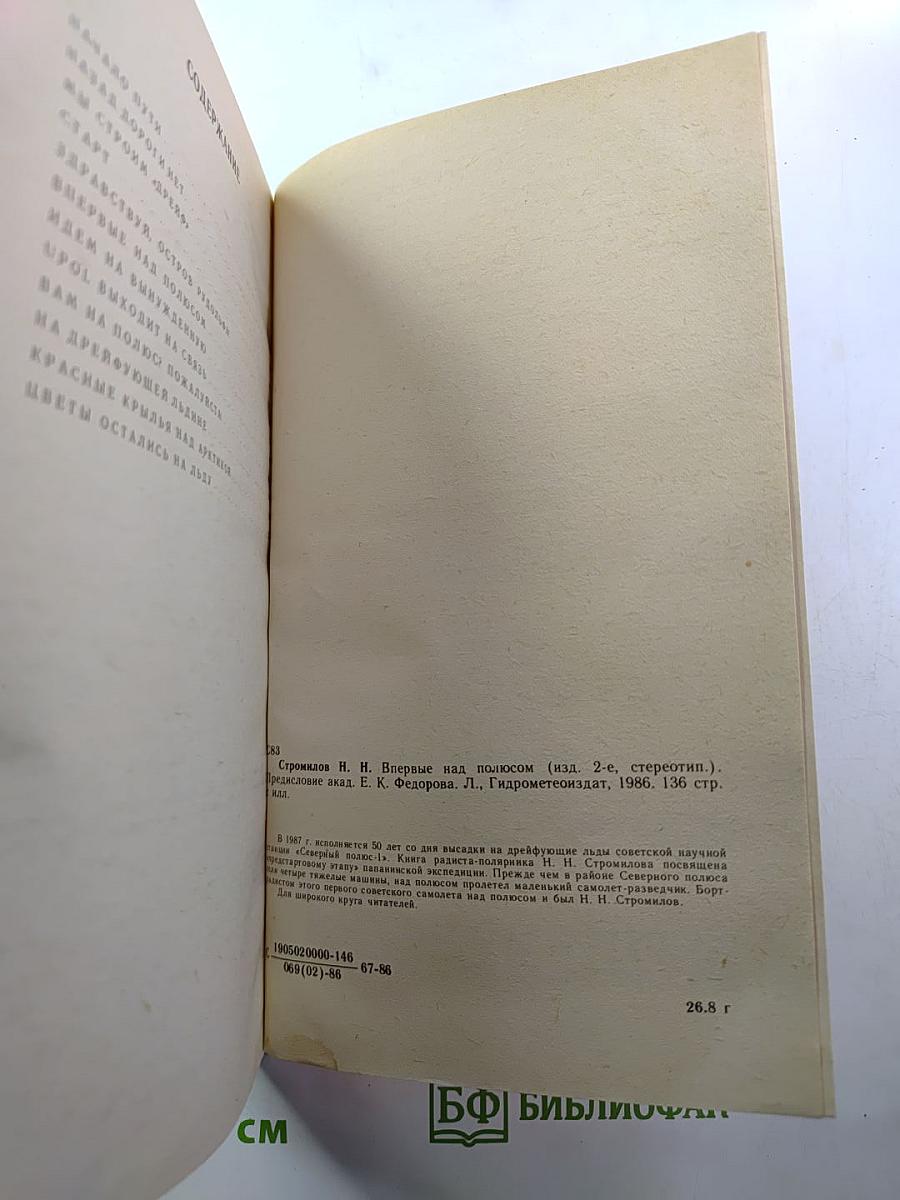 СОДЕРЖАНИЕ
НАЧАЛО ПУТИ
НАЗАД ДОРОГИ НЕТ
МЫ СТРОИМ «ДРЕЙФ»
СТАРТ
ЗДРАВСТВУЙ, ОСТРОВ РУДОЛЬФА
ВПЕРВЫЕ НАД ПОЛЮСОМ
ИДЕМ НА ВЫНУЖДЕННУЮ
UPOL ВЫХОДИТ НА СВЯЗЬ
ВАМ НА ПОЛЮС? ПОЖАЛУЙСТА
НА ДРЕЙФУЮЩЕЙ ЛЬДИНЕ
КРАСНЫЕ КРЫЛЬЯ НАД АРКТИКОЙ
ЦВЕТЫ ОСТАЛИСЬ НА ЛЬДУ
С83
Стромилов Н. Н. Впервые над полюсом (изд. 2-е, стереотип.).
Предисловие акад. Е. К. Федорова. Л., Гидрометеоиздат, 1986. 136 стр.
с илл.
В 1987 г. исполняется 50 лет со дня высадки на дрейфующие льды советской научной
станции «Северный полюс-1». Книга радиста-полярника Н. Н. Стромилова посвящена
«предстартовому этапу» папанинской экспедиции. Прежде чем в районе Северного полюса
сели четыре тяжелые машины, над полюсом пролетел маленький самолет-разведчик. Борт-
радистом этого первого советского самолета над полюсом и был Н. Н. Стромилов.
Для широкого круга читателей.
1905020000-146
069(02)-86
67-86
26.8 г
см
БФ БИБЛИОФАН